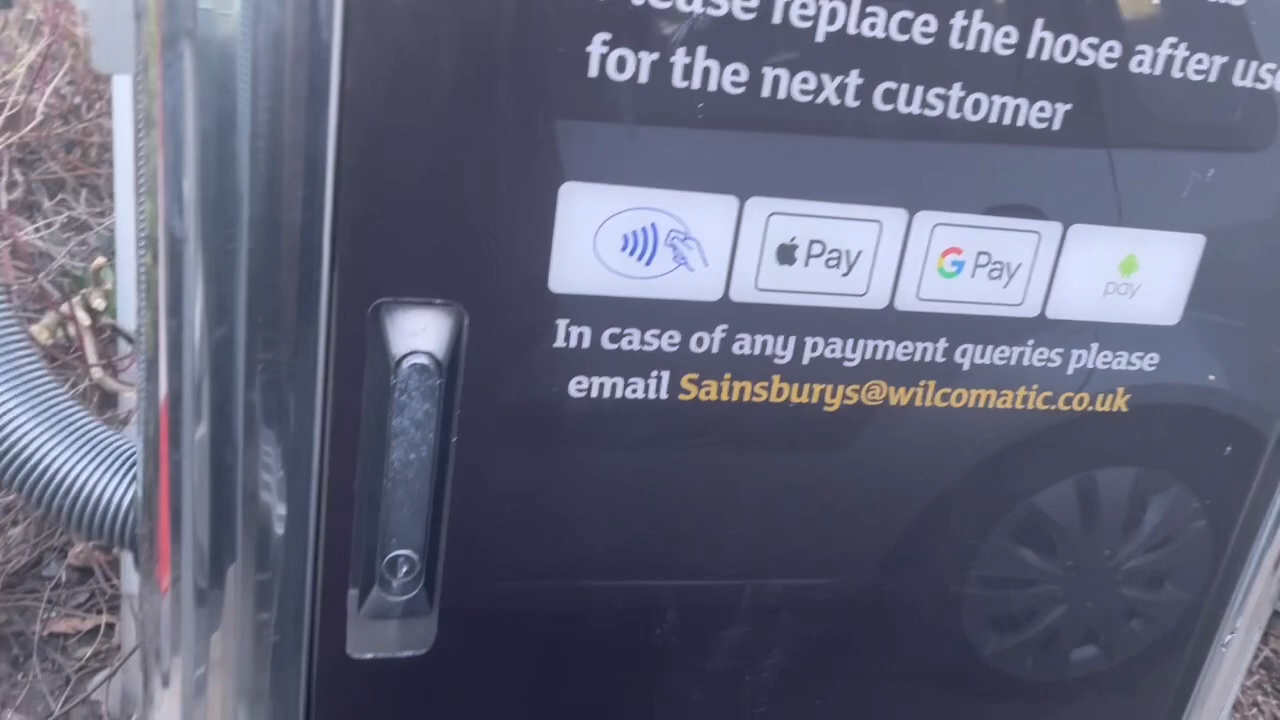 Please replace the hose after use
for the next customer
Pay
G Pay
pay
In case of any payment queries please
email Sainsburys@wilcomatic.co.uk